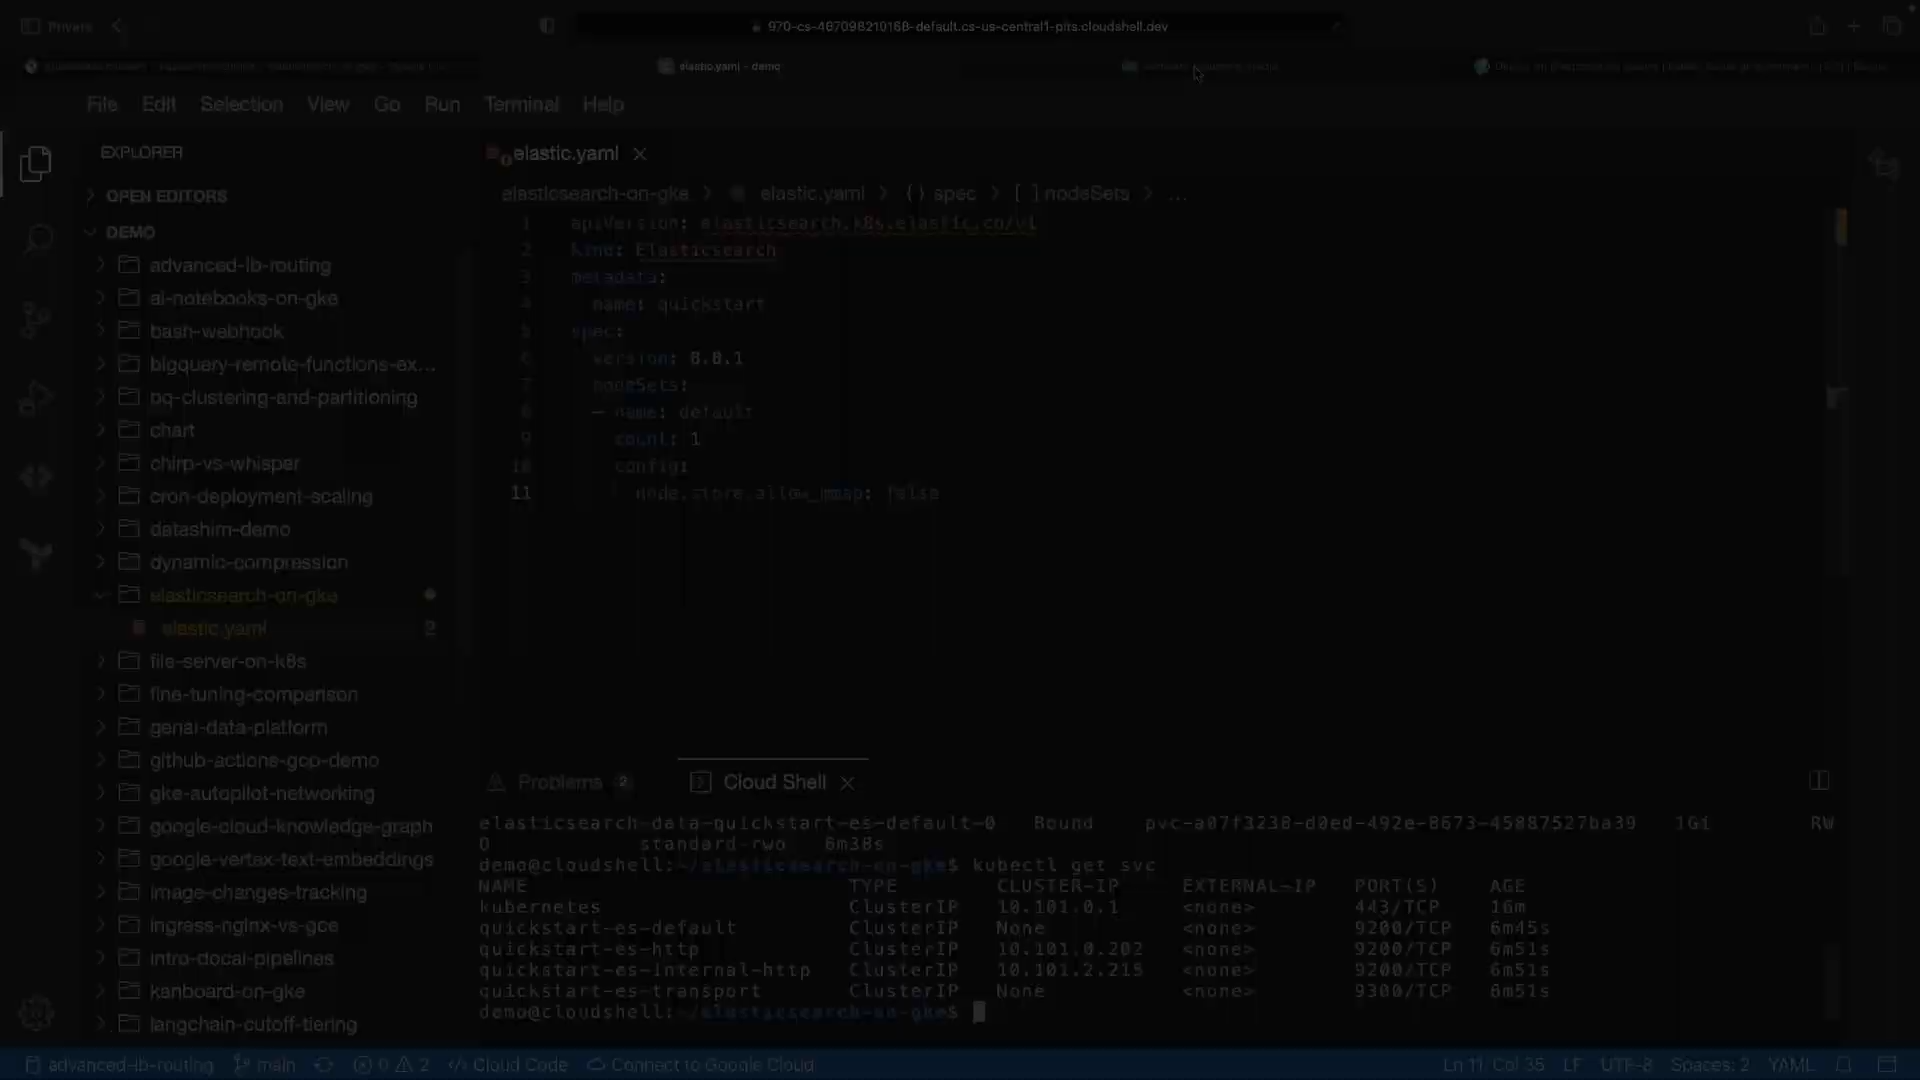 Private
970-cs-46709821016B-default.cs-us-central1-pits.cloudshell.dev
elastic.yaml - demo
File Edit Selection View Go Run Terminal Help
EXPLORER
OPEN EDITORS
DEMO
advanced-lb-routing
ai-notebooks-on-gke
bash-webhook
bigquery-remote-functions-ex...
bq-clustering-and-partitioning
chart
chirp-vs-whisper
cron-deployment-scaling
datashim-demo
dynamic-compression
elasticsearch-on-gke
elastic.yaml 2
file-server-on-k8s
fine-tuning-comparison
genai-data-platform
github-actions-gcp-demo
gke-autopilot-networking
google-cloud-knowledge-graph
google-vertex-text-embeddings
image-changes-tracking
ingress-nginx-vs-gce
intro-docai-pipelines
kanboard-on-gke
langchain-cutoff-tiering
elastic.yaml
elasticsearch-on-gke > elastic.yaml > {} spec > [ ] nodeSets > ...
1 apiVersion: elasticsearch.k8s.elastic.co/v1
2 kind: Elasticsearch
3 metadata:
4 name: quickstart
5 spec:
6 version: 8.8.1
7 nodeSets:
8 - name: default
9 count: 1
10 config:
11 node.store.allow_mmap: false
Problems 2 Cloud Shell
elasticsearch-data-quickstart-es-default-0 Bound pvc-a07f3238-d0ed-492e-8673-45887527ba39 1Gi RW
O standard-rwo 6m38s
demo@cloudshell:~/elasticsearch-on-gke$ kubectl get svc
NAME TYPE CLUSTER-IP EXTERNAL-IP PORT(S) AGE
kubernetes ClusterIP 10.101.0.1 <none> 443/TCP 16m
quickstart-es-default ClusterIP None <none> 9200/TCP 6m45s
quickstart-es-http ClusterIP 10.101.0.202 <none> 9200/TCP 6m51s
quickstart-es-internal-http ClusterIP 10.101.2.215 <none> 9200/TCP 6m51s
quickstart-es-transport ClusterIP None <none> 9300/TCP 6m51s
demo@cloudshell:~/elasticsearch-on-gke$
advanced-lb-routing main 0 2 Cloud Code Connect to Google Cloud Ln 11, Col 35 LF UTF-8 Spaces: 2 YAML